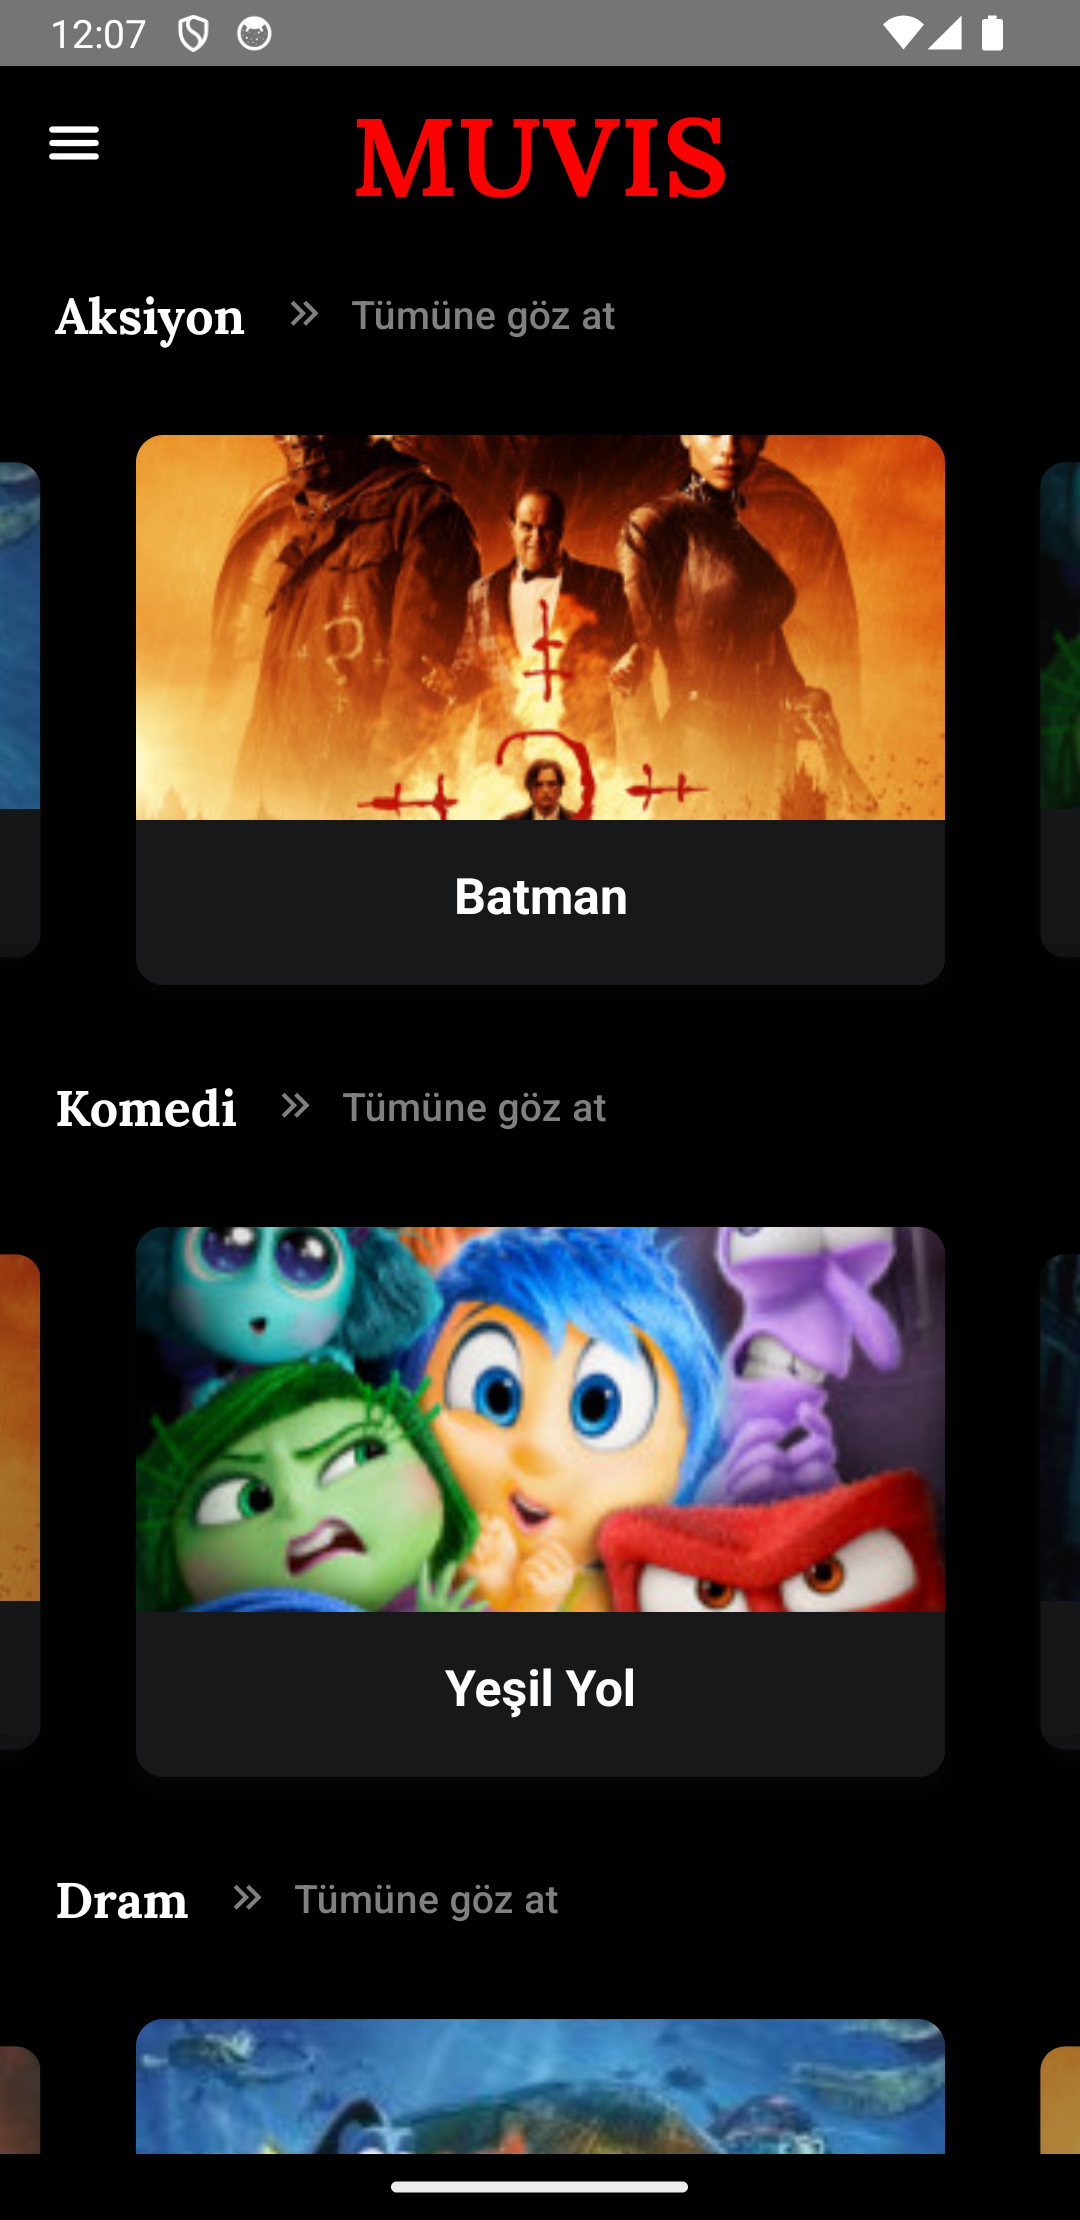 12:07
MUVIS
Aksiyon Tümüne göz at
Batman
Komedi Tümüne göz at
Yeşil Yol
Dram Tümüne göz at